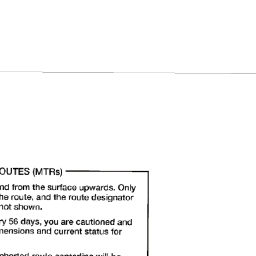 OUTES (MTRs)
nd from the surface upwards. Only
he route, and the route designator
not shown.
ry 56 days, you are cautioned and
mensions and current status for